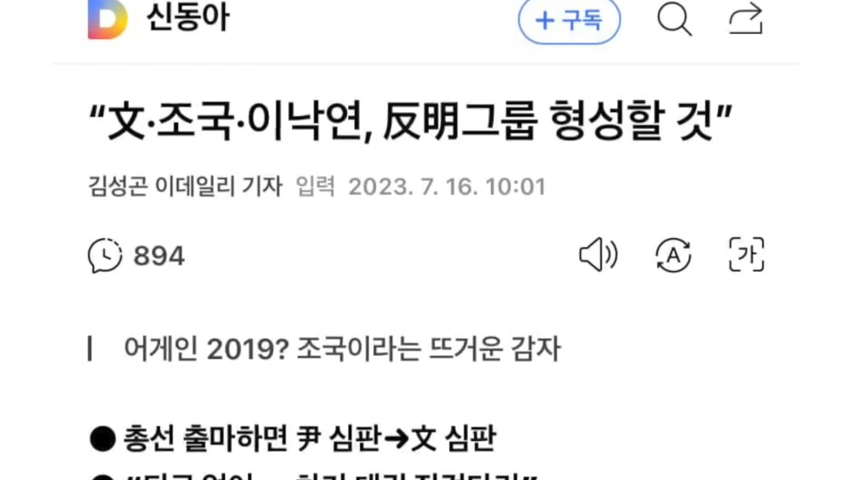 신동아
+ 구독
“文·조국·이낙연, 反明그룹 형성할 것”
김성곤 이데일리 기자 입력 2023. 7. 16. 10:01
894
가
어게인 2019? 조국이라는 뜨거운 감자
● 총선 출마하면 尹 심판→文 심판